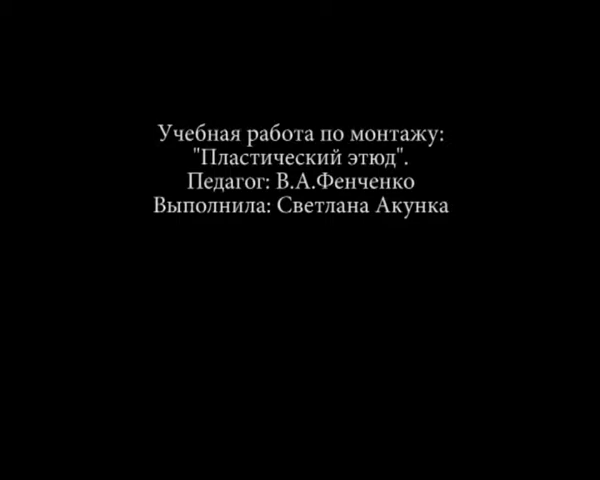 Учебная работа по монтажу:
"Пластический этюд".
Педагог: В.А.Фенченко
Выполнила: Светлана Акунка